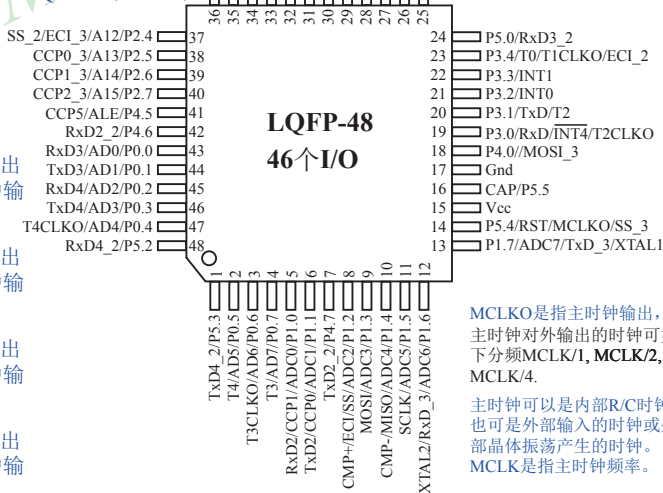 36 35 34 33 32 31 30 29 28 27 26 25
SS_2/ECI_3/A12/P2.4 37
CCP0_3/A13/P2.5 38
CCP1_3/A14/P2.6 39
CCP2_3/A15/P2.7 40
CCP5/ALE/P4.5 41
RxD2_2/P4.6 42
RxD3/AD0/P0.0 43
TxD3/AD1/P0.1 44
RxD4/AD2/P0.2 45
TxD4/AD3/P0.3 46
T4CLKO/AD4/P0.4 47
RxD4_2/P5.2 48
LQFP-48
46个I/O
24 P5.0/RxD3_2
23 P3.4/T0/T1CLKO/ECI_2
22 P3.3/INT1
21 P3.2/INT0
20 P3.1/TxD/T2
19 P3.0/RxD/INT4/T2CLKO
18 P4.0//MOSI_3
17 Gnd
16 CAP/P5.5
15 Vcc
14 P5.4/RST/MCLKO/SS_3
13 P1.7/ADC7/TxD_3/XTAL1
1 TxD4_2/P5.3
2 T4/AD5/P0.5
3 T3CLKO/AD6/P0.6
4 T3/AD7/P0.7
5 RxD2/CCP1/ADC0/P1.0
6 TxD2/CCP0/ADC1/P1.1
7 TxD2_2/P4.7
8 CMP+/ECI/SS/ADC2/P1.2
9 MOSI/ADC3/P1.3
10 CMP-/MISO/ADC4/P1.4
11 SCLK/ADC5/P1.5
12 XTAL2/RxD_3/ADC6/P1.6
出
输
出
输
出
输
出
输
MCLKO是指主时钟输出，
主时钟对外输出的时钟可
下分频MCLK/1, MCLK/2,
MCLK/4.
主时钟可以是内部R/C时钟
也可是外部输入的时钟或
部晶体振荡产生的时钟。
MCLK是指主时钟频率。